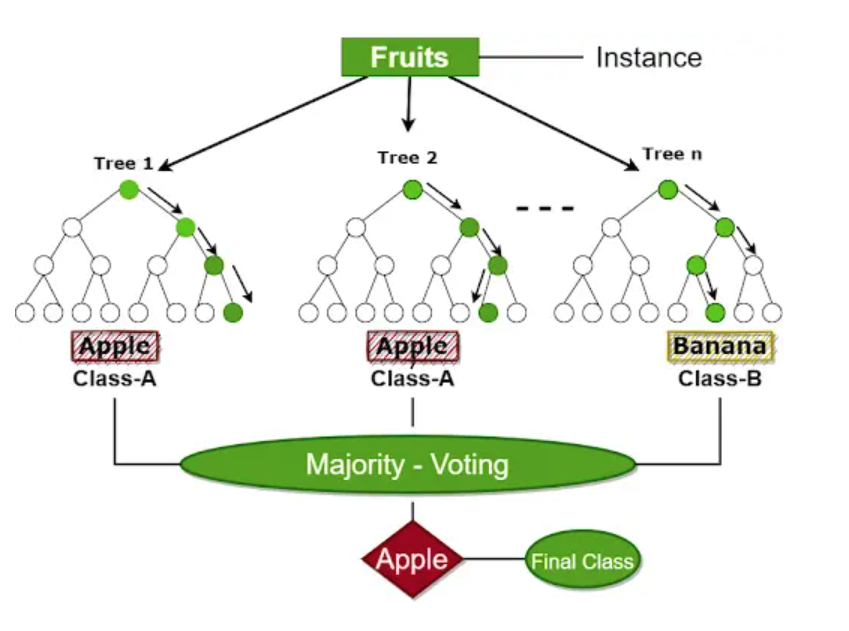 Fruits
Instance
Tree 1
Tree 2
Tree n
Apple
Class-A
Apple
Class-A
Banana
Class-B
Majority - Voting
Apple
Final Class